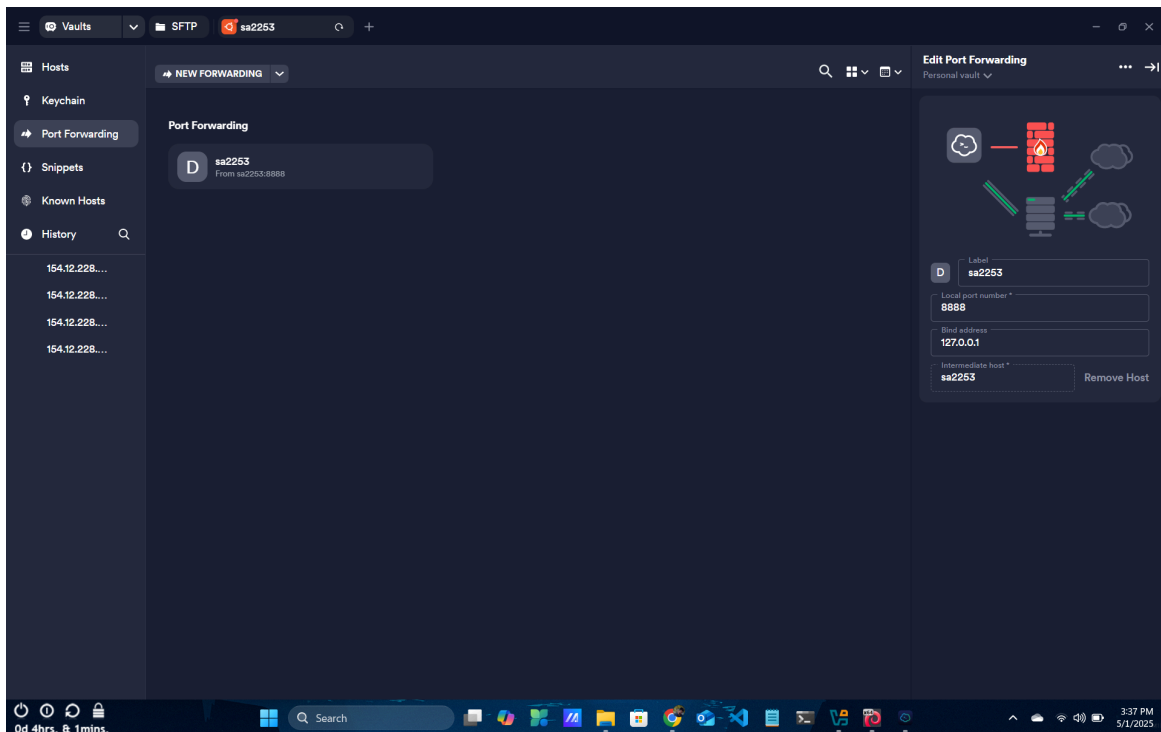 Vaults
SFTP
sa2253
Hosts
Keychain
Port Forwarding
Snippets
Known Hosts
History
154.12.228....
154.12.228....
154.12.228....
154.12.228....
NEW FORWARDING
Port Forwarding
D
sa2253
From sa2253:8888
Edit Port Forwarding
Personal vault
Label
D
sa2253
Local port number *
8888
Bind address
127.0.0.1
Intermediate host *
sa2253
Remove Host
0d 4hrs. & 1mins.
Search
3:37 PM
5/1/2025